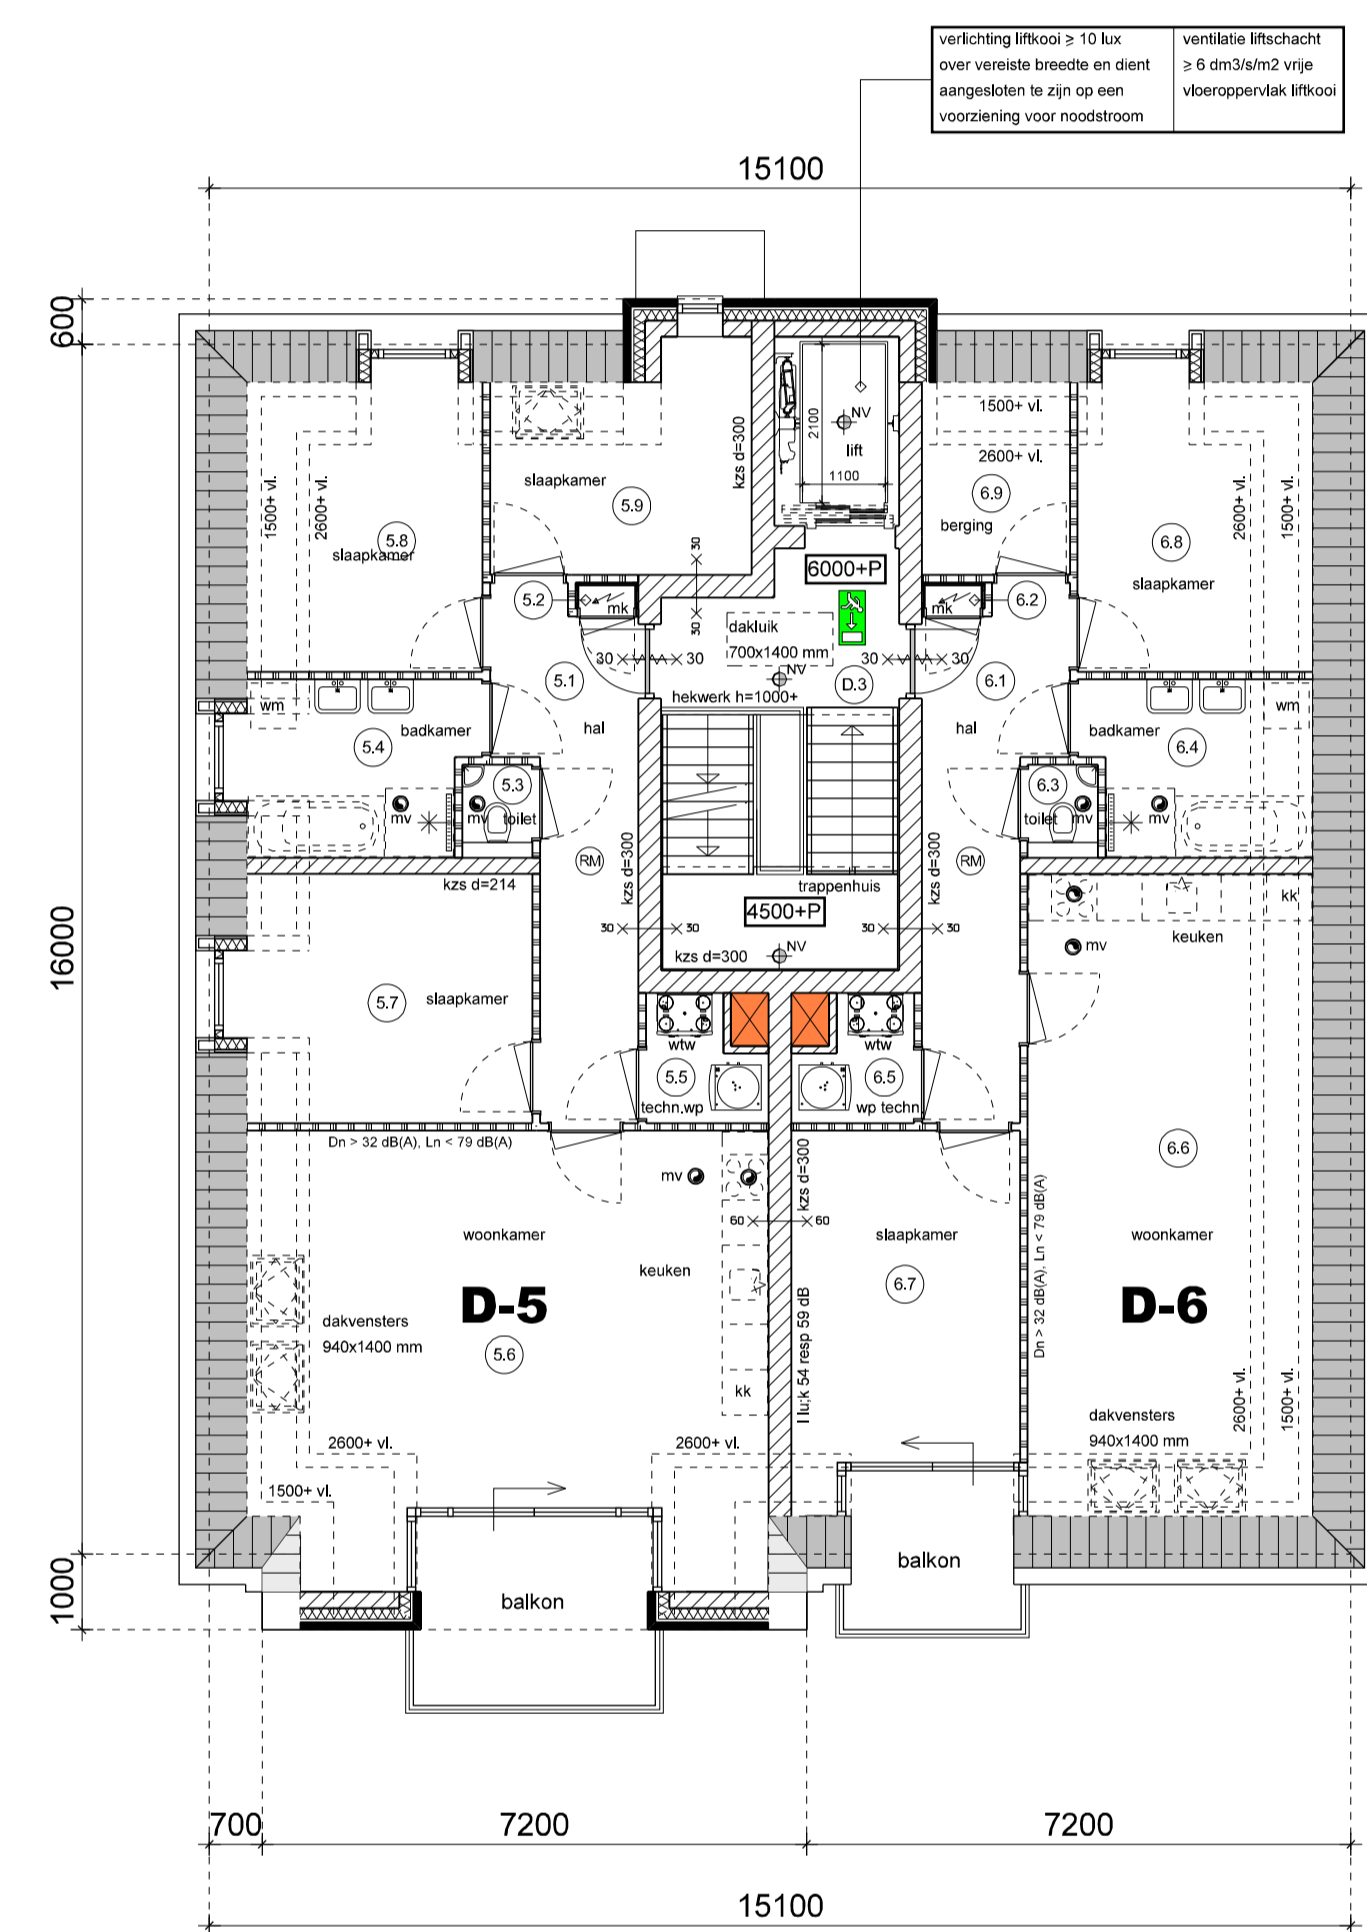 verlichting liftkooi ≥ 10 lux
over vereiste breedte en dient
aangesloten te zijn op een
voorziening voor noodstroom
ventilatie liftschacht
≥ 6 dm3/s/m2 vrije
vloeroppervlak liftkooi
15100
600
16000
1000
1500+ vl.
2600+ vl.
5.8
slaapkamer
slaapkamer
5.9
kzs d=300
2100
NV
lift
1100
1500+ vl.
2600+ vl.
6.9
berging
6.8
slaapkamer
2600+ vl.
1500+ vl.
30
30
6000+P
5.2
mk
dakluik
700x1400 mm
mk
6.2
30
30
30
30
5.1
NV
D.3
6.1
hekwerk h=1000+
wm
badkamer
5.4
hal
hal
badkamer
6.4
wm
5.3
toilet
mv
mv
6.3
toilet
mv
mv
RM
RM
kzs d=300
kzs d=300
kzs d=214
trappenhuis
4500+P
kk
keuken
mv
30
30
30
30
kzs d=300
NV
5.7
slaapkamer
wtw
wtw
5.5
6.5
techn.wp
wp techn.
Dn > 32 dB(A), Ln < 79 dB(A)
mv
kzs d=300
6.6
60
60
woonkamer
keuken
slaapkamer
woonkamer
Dn > 32 dB(A), Ln < 79 dB(A)
D-5
6.7
D-6
I lu;k 54 resp 59 dB
dakvensters
940x1400 mm
5.6
kk
2600+ vl.
1500+ vl.
dakvensters
940x1400 mm
2600+ vl.
2600+ vl.
1500+ vl.
balkon
balkon
700
7200
7200
15100